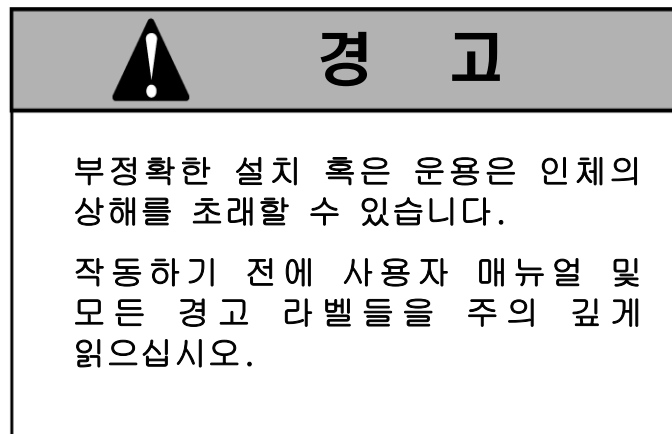 경 고
부정확한 설치 혹은 운용은 인체의
상해를 초래할 수 있습니다.
작동하기 전에 사용자 매뉴얼 및
모든 경고 라벨들을 주의 깊게
읽으십시오.